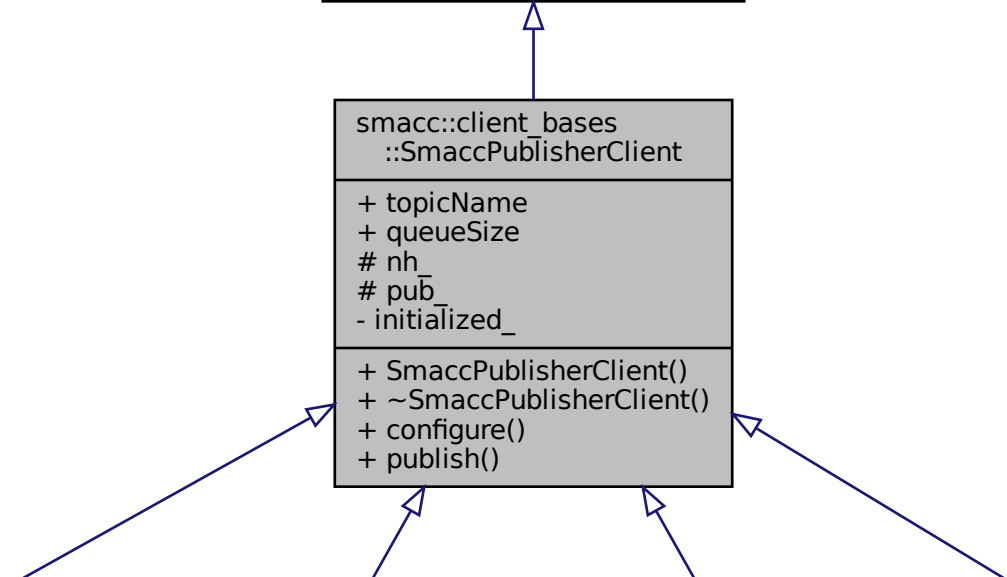 smacc::client_bases
::SmaccPublisherClient
+ topicName
+ queueSize
# nh_
# pub_
- initialized_
+ SmaccPublisherClient()
+ ~SmaccPublisherClient()
+ configure()
+ publish()